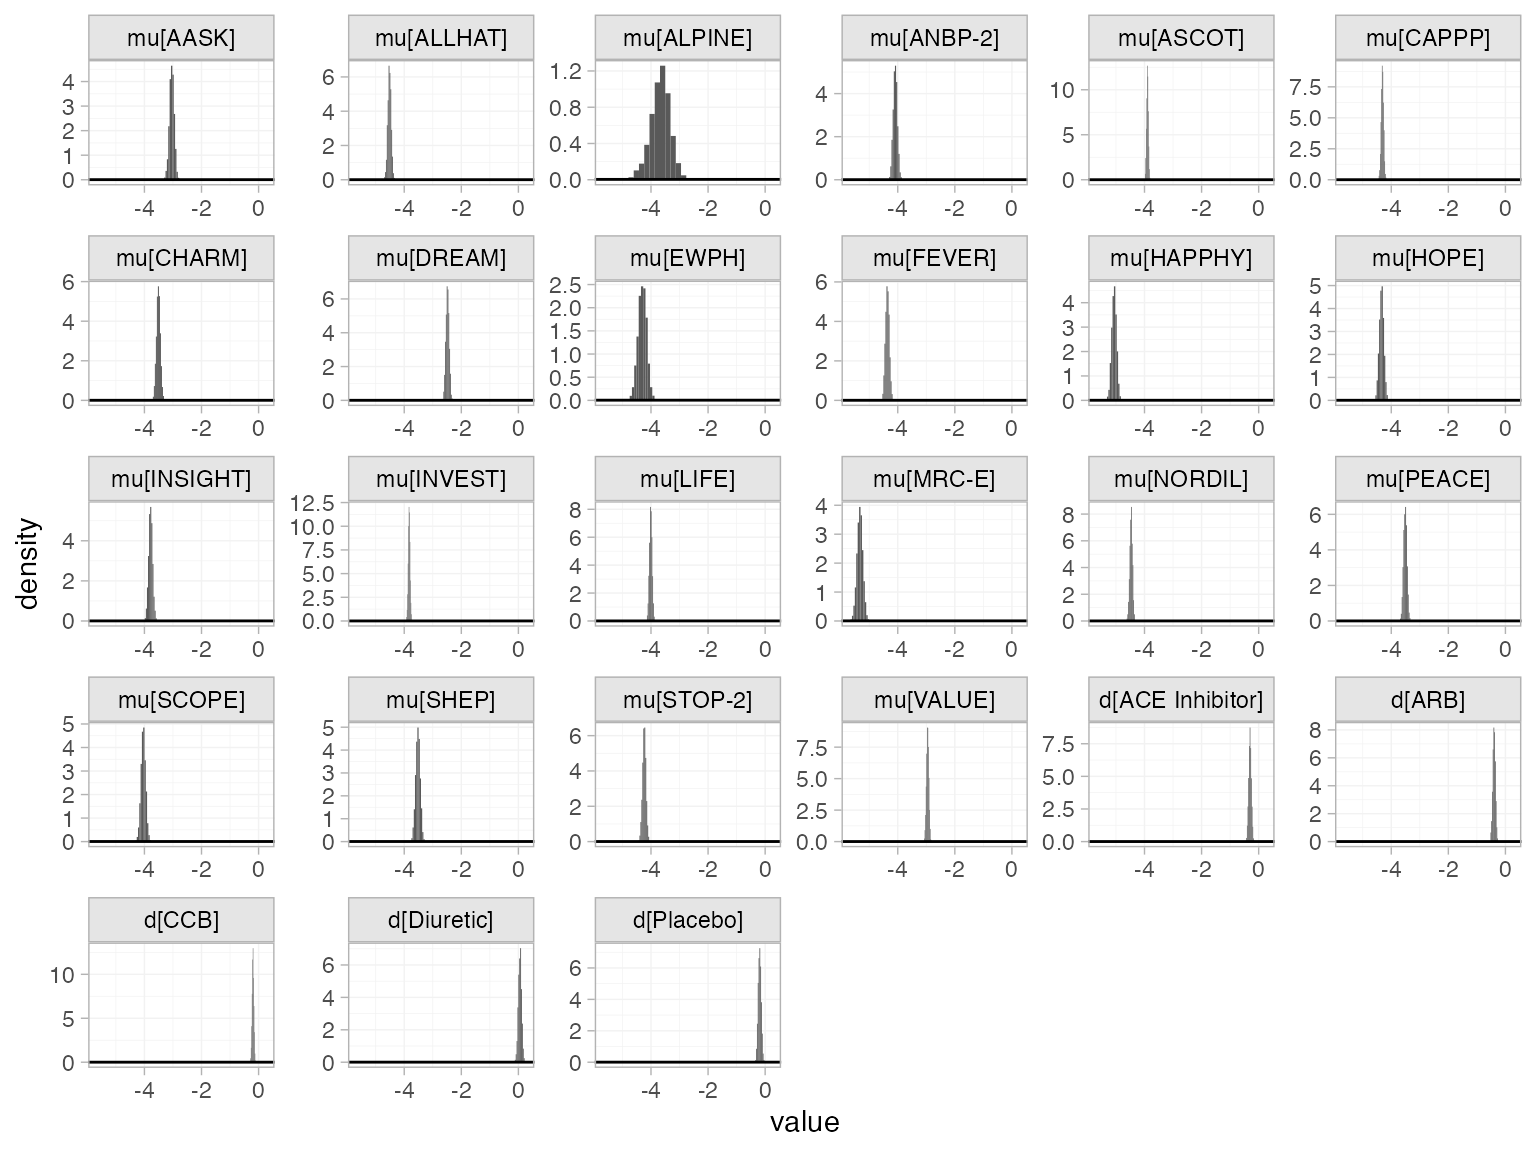 mu[AASK] mu[ALLHAT] mu[ALPINE] mu[ANBP-2] mu[ASCOT] mu[CAPPP]
4 3 2 1 0 6 4 2 0 1.2 0.8 0.4 0.0 4 2 0 10 5 0 7.5 5.0 2.5 0.0
-4 -2 0 -4 -2 0 -4 -2 0 -4 -2 0 -4 -2 0 -4 -2 0
mu[CHARM] mu[DREAM] mu[EWPH] mu[FEVER] mu[HAPPHY] mu[HOPE]
6 4 2 0 6 4 2 0 2.5 2.0 1.5 1.0 0.5 0.0 6 4 2 0 4 3 2 1 0 5 4 3 2 1 0
-4 -2 0 -4 -2 0 -4 -2 0 -4 -2 0 -4 -2 0 -4 -2 0
mu[INSIGHT] mu[INVEST] mu[LIFE] mu[MRC-E] mu[NORDIL] mu[PEACE]
4 2 0 12.5 10.0 7.5 5.0 2.5 0.0 8 6 4 2 0 4 3 2 1 0 8 6 4 2 0 6 4 2 0
-4 -2 0 -4 -2 0 -4 -2 0 -4 -2 0 -4 -2 0 -4 -2 0
density
mu[SCOPE] mu[SHEP] mu[STOP-2] mu[VALUE] d[ACE Inhibitor] d[ARB]
5 4 3 2 1 0 5 4 3 2 1 0 6 4 2 0 7.5 5.0 2.5 0.0 7.5 5.0 2.5 0.0 8 6 4 2 0
-4 -2 0 -4 -2 0 -4 -2 0 -4 -2 0 -4 -2 0 -4 -2 0
d[CCB] d[Diuretic] d[Placebo]
10 5 0 6 4 2 0 6 4 2 0
-4 -2 0 -4 -2 0 -4 -2 0
value